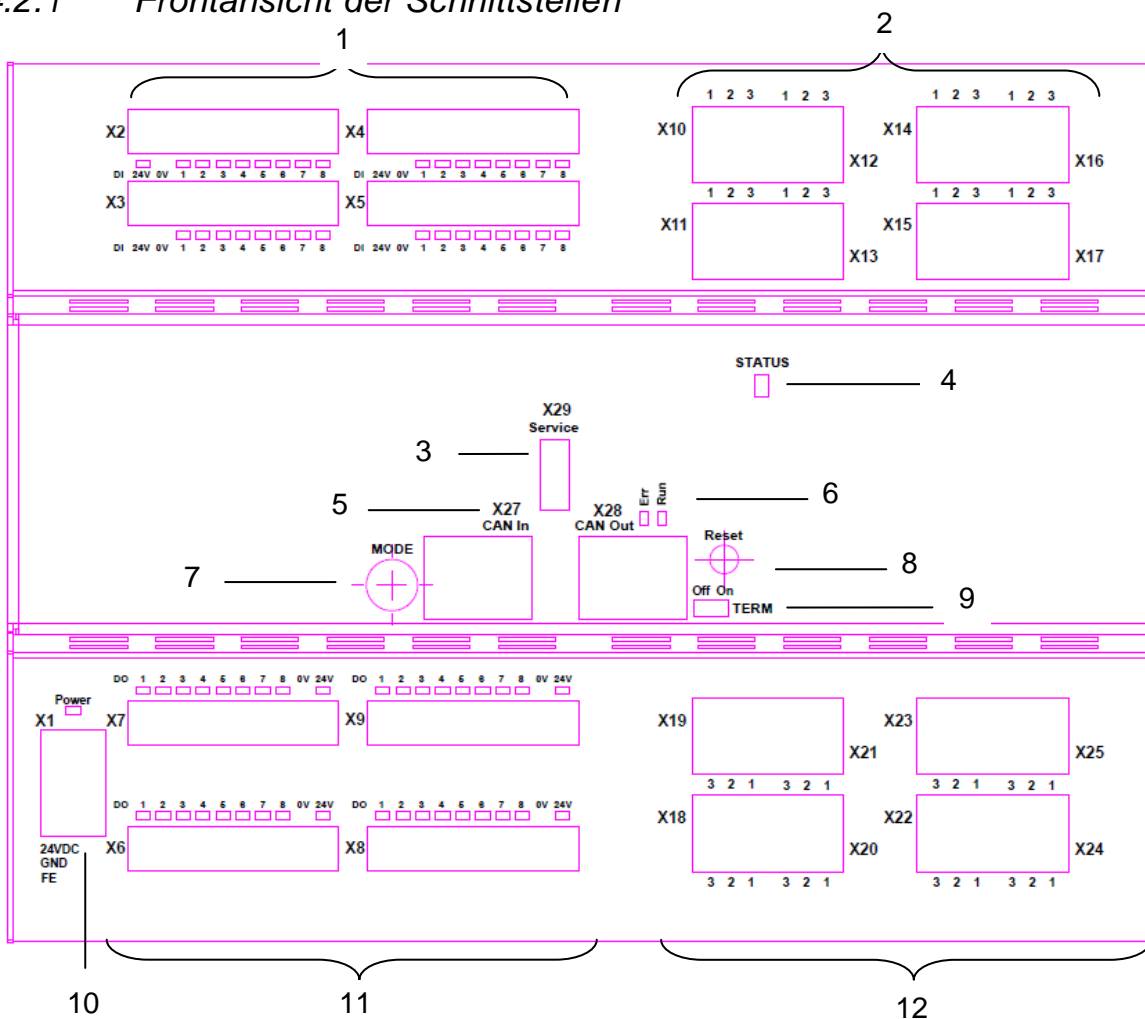 4.2.1 Frontansicht der Schnittstellen
1 2
1 2 3 1 2 3 1 2 3 1 2 3
X2 X4 X10 X14
X12 X16
DI 24V 0V 1 2 3 4 5 6 7 8 DI 24V 0V 1 2 3 4 5 6 7 8
X3 X5 1 2 3 1 2 3 1 2 3 1 2 3
X11 X15
DI 24V 0V 1 2 3 4 5 6 7 8 DI 24V 0V 1 2 3 4 5 6 7 8
X13 X17
STATUS
4
X29
Service
3
5 X27 X28 Err Run 6
CAN In CAN Out
MODE Reset
7 8
Off On
TERM 9
DO 1 2 3 4 5 6 7 8 0V 24V DO 1 2 3 4 5 6 7 8 0V 24V
Power
X1 X7 X9 X19 X23
X21 X25
3 2 1 3 2 1 3 2 1 3 2 1
DO 1 2 3 4 5 6 7 8 0V 24V DO 1 2 3 4 5 6 7 8 0V 24V
X18 X22
24VDC X6 X8 X20 X24
GND
FE 3 2 1 3 2 1 3 2 1 3 2 1
10 11 12